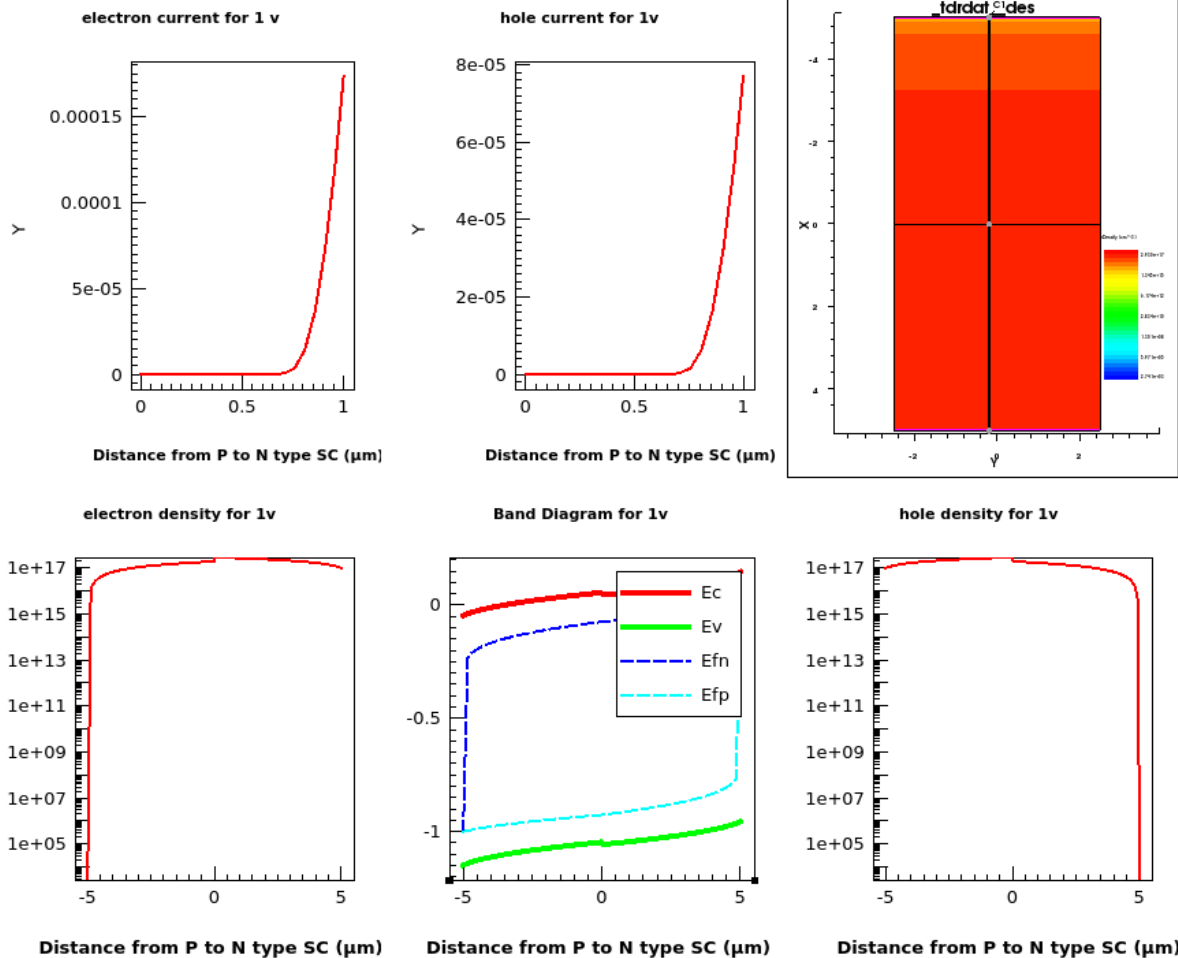 electron current for 1 v
0.00015
0.0001
5e-05
0
Y
0
0.5
1
Distance from P to N type SC (μm)
hole current for 1v
8e-05
6e-05
4e-05
2e-05
0
Y
0
0.5
1
Distance from P to N type SC (μm)
-4
-2
X
0
2
4
-2
0
2
Y
electron density for 1v
1e+17
1e+15
1e+13
1e+11
1e+09
1e+07
1e+05
-5
0
5
Distance from P to N type SC (μm)
Band Diagram for 1v
0
-0.5
-1
Ec
Ev
Efn
Efp
-5
0
5
Distance from P to N type SC (μm)
hole density for 1v
1e+17
1e+15
1e+13
1e+11
1e+09
1e+07
1e+05
-5
0
5
Distance from P to N type SC (μm)